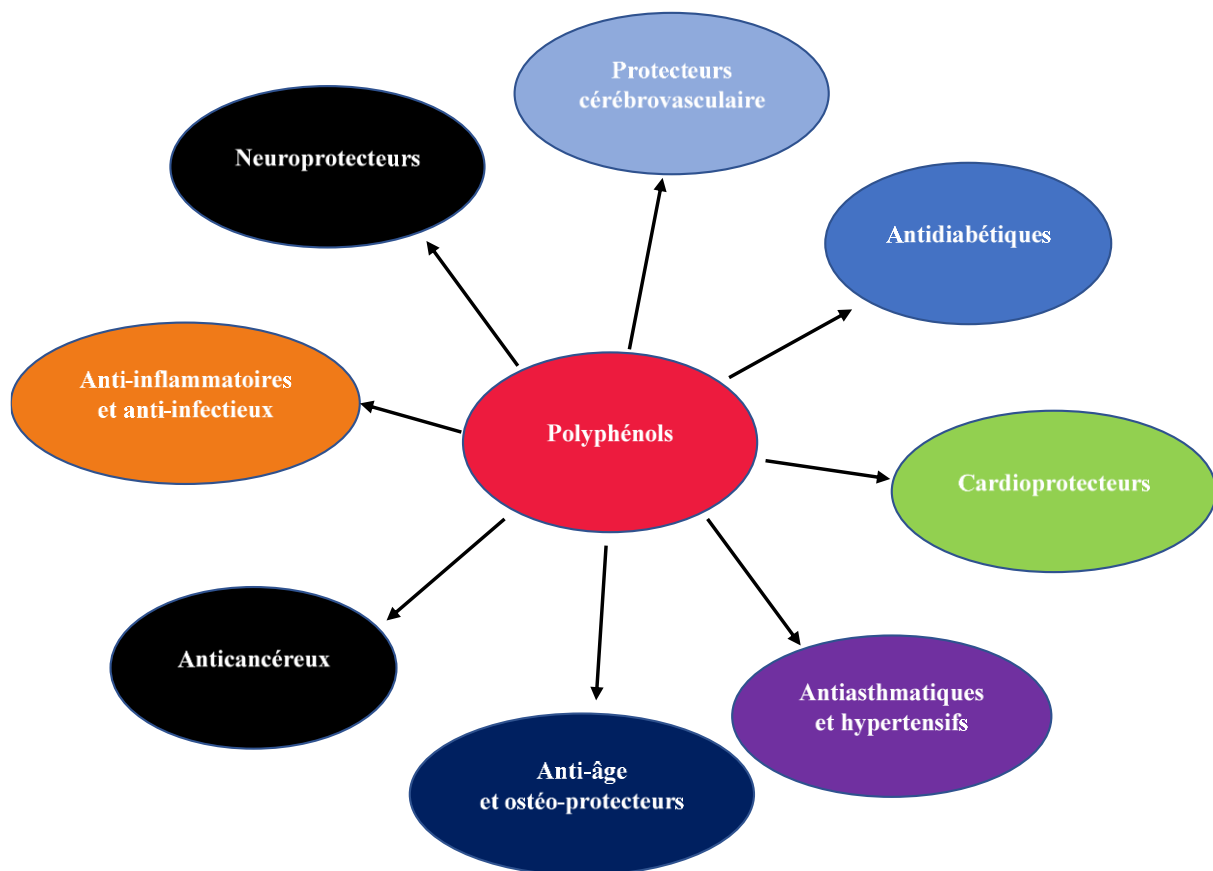 Protecteurs
cérébrovasculaire
Neuroprotecteurs
Antidiabétiques
Anti-inflammatoires
et anti-infectieux
Polyphénols
Cardioprotecteurs
Anticancéreux
Antiasthmatiques
et hypertensifs
Anti-âge
et ostéo-protecteurs